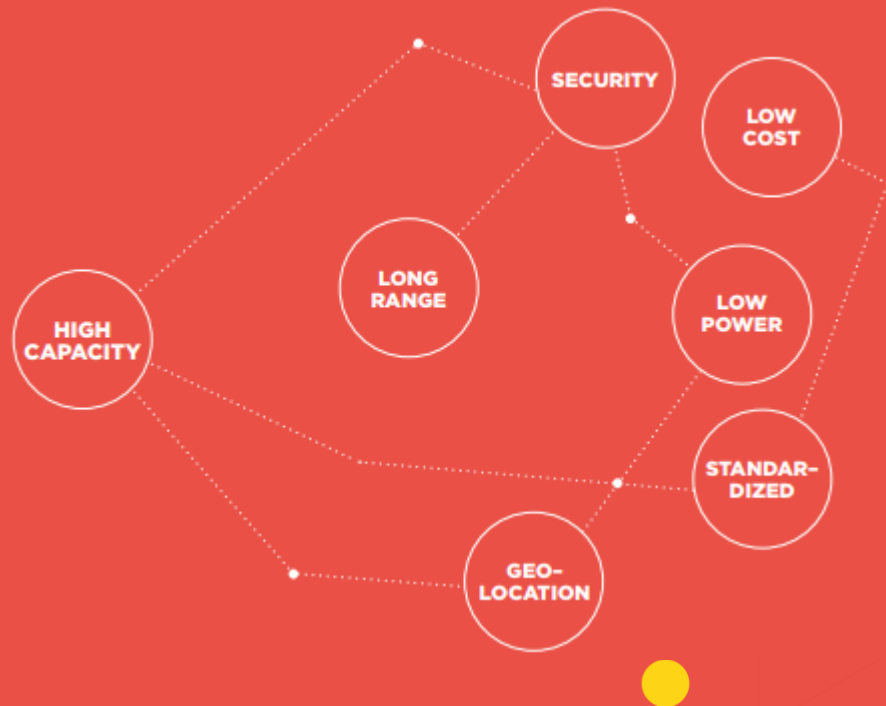 SECURITY
LOW
COST
LONG
RANGE
LOW
POWER
HIGH
CAPACITY
STANDAR-
DIZED
GEO-
LOCATION